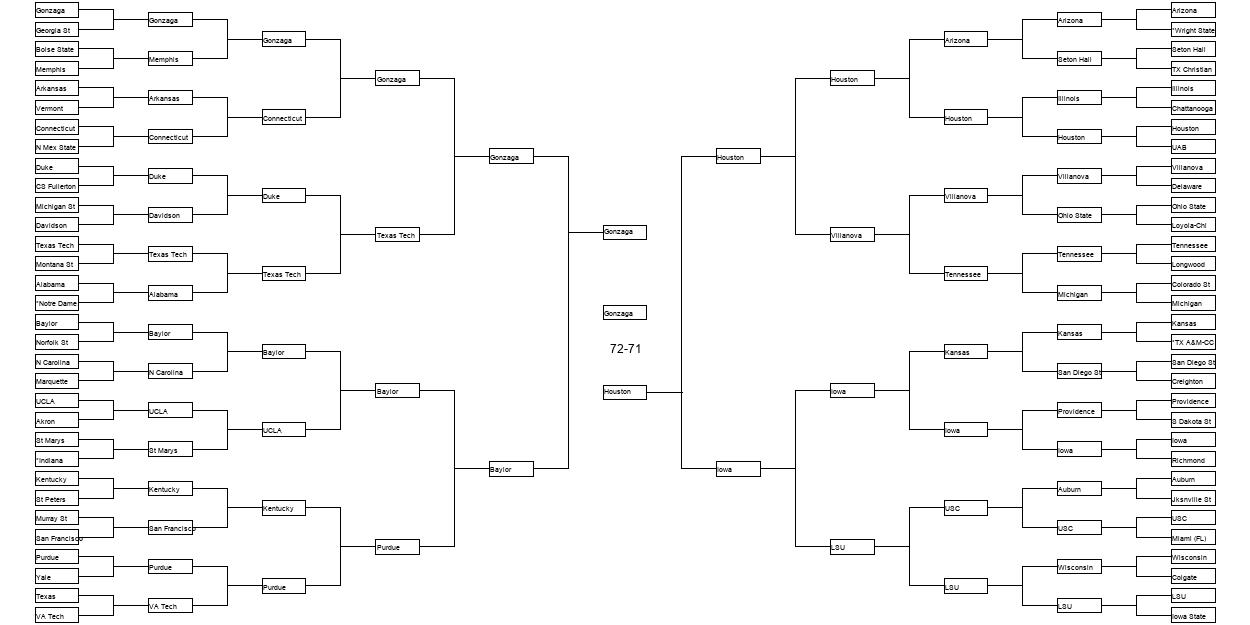 Gonzaga
Georgia St
Boise State
Memphis
Arkansas
Vermont
Connecticut
N Mex State
Duke
CS Fullerton
Michigan St
Davidson
Texas Tech
Montana St
Alabama
*Notre Dame
Baylor
Norfolk St
N Carolina
Marquette
UCLA
Akron
St Marys
*Indiana
Kentucky
St Peters
Murray St
San Francisco
Purdue
Yale
Texas
VA Tech
Gonzaga
Memphis
Arkansas
Connecticut
Duke
Davidson
Texas Tech
Alabama
Baylor
N Carolina
UCLA
St Marys
Kentucky
San Francisco
Purdue
VA Tech
Gonzaga
Connecticut
Duke
Texas Tech
Baylor
UCLA
Kentucky
Purdue
Gonzaga
Texas Tech
Baylor
Purdue
Gonzaga
Baylor
Gonzaga
Gonzaga
72-71
Houston
Houston
Iowa
Houston
Villanova
Iowa
LSU
Arizona
Houston
Villanova
Tennessee
Kansas
Iowa
USC
LSU
Arizona
Seton Hall
Illinois
Houston
Villanova
Ohio State
Tennessee
Michigan
Kansas
San Diego St
Providence
Iowa
Auburn
USC
Wisconsin
LSU
Arizona
*Wright State
Seton Hall
TX Christian
Illinois
Chattanooga
Houston
UAB
Villanova
Delaware
Ohio State
Loyola-Chi
Tennessee
Longwood
Colorado St
Michigan
Kansas
*TX A&M-CC
San Diego St
Creighton
Providence
S Dakota St
Iowa
Richmond
Auburn
Jksnville St
USC
Miami (FL)
Wisconsin
Colgate
LSU
Iowa State